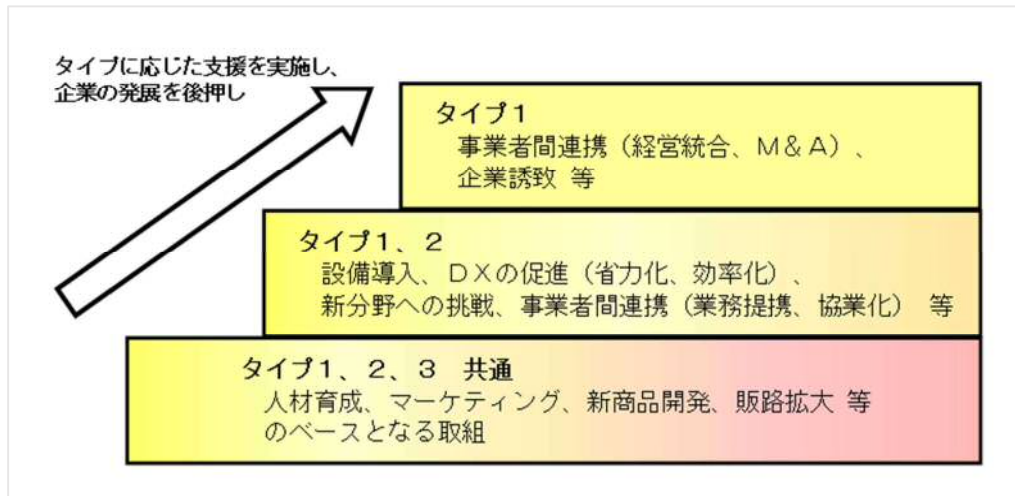 タイプに応じた支援を実施し、
企業の発展を後押し
タイプ1
事業者間連携（経営統合、M＆A）、
企業誘致 等
タイプ1、2
設備導入、DXの促進（省力化、効率化）、
新分野への挑戦、事業者間連携（業務提携、協業化） 等
タイプ1、2、3 共通
人材育成、マーケティング、新商品開発、販路拡大 等
のベースとなる取組